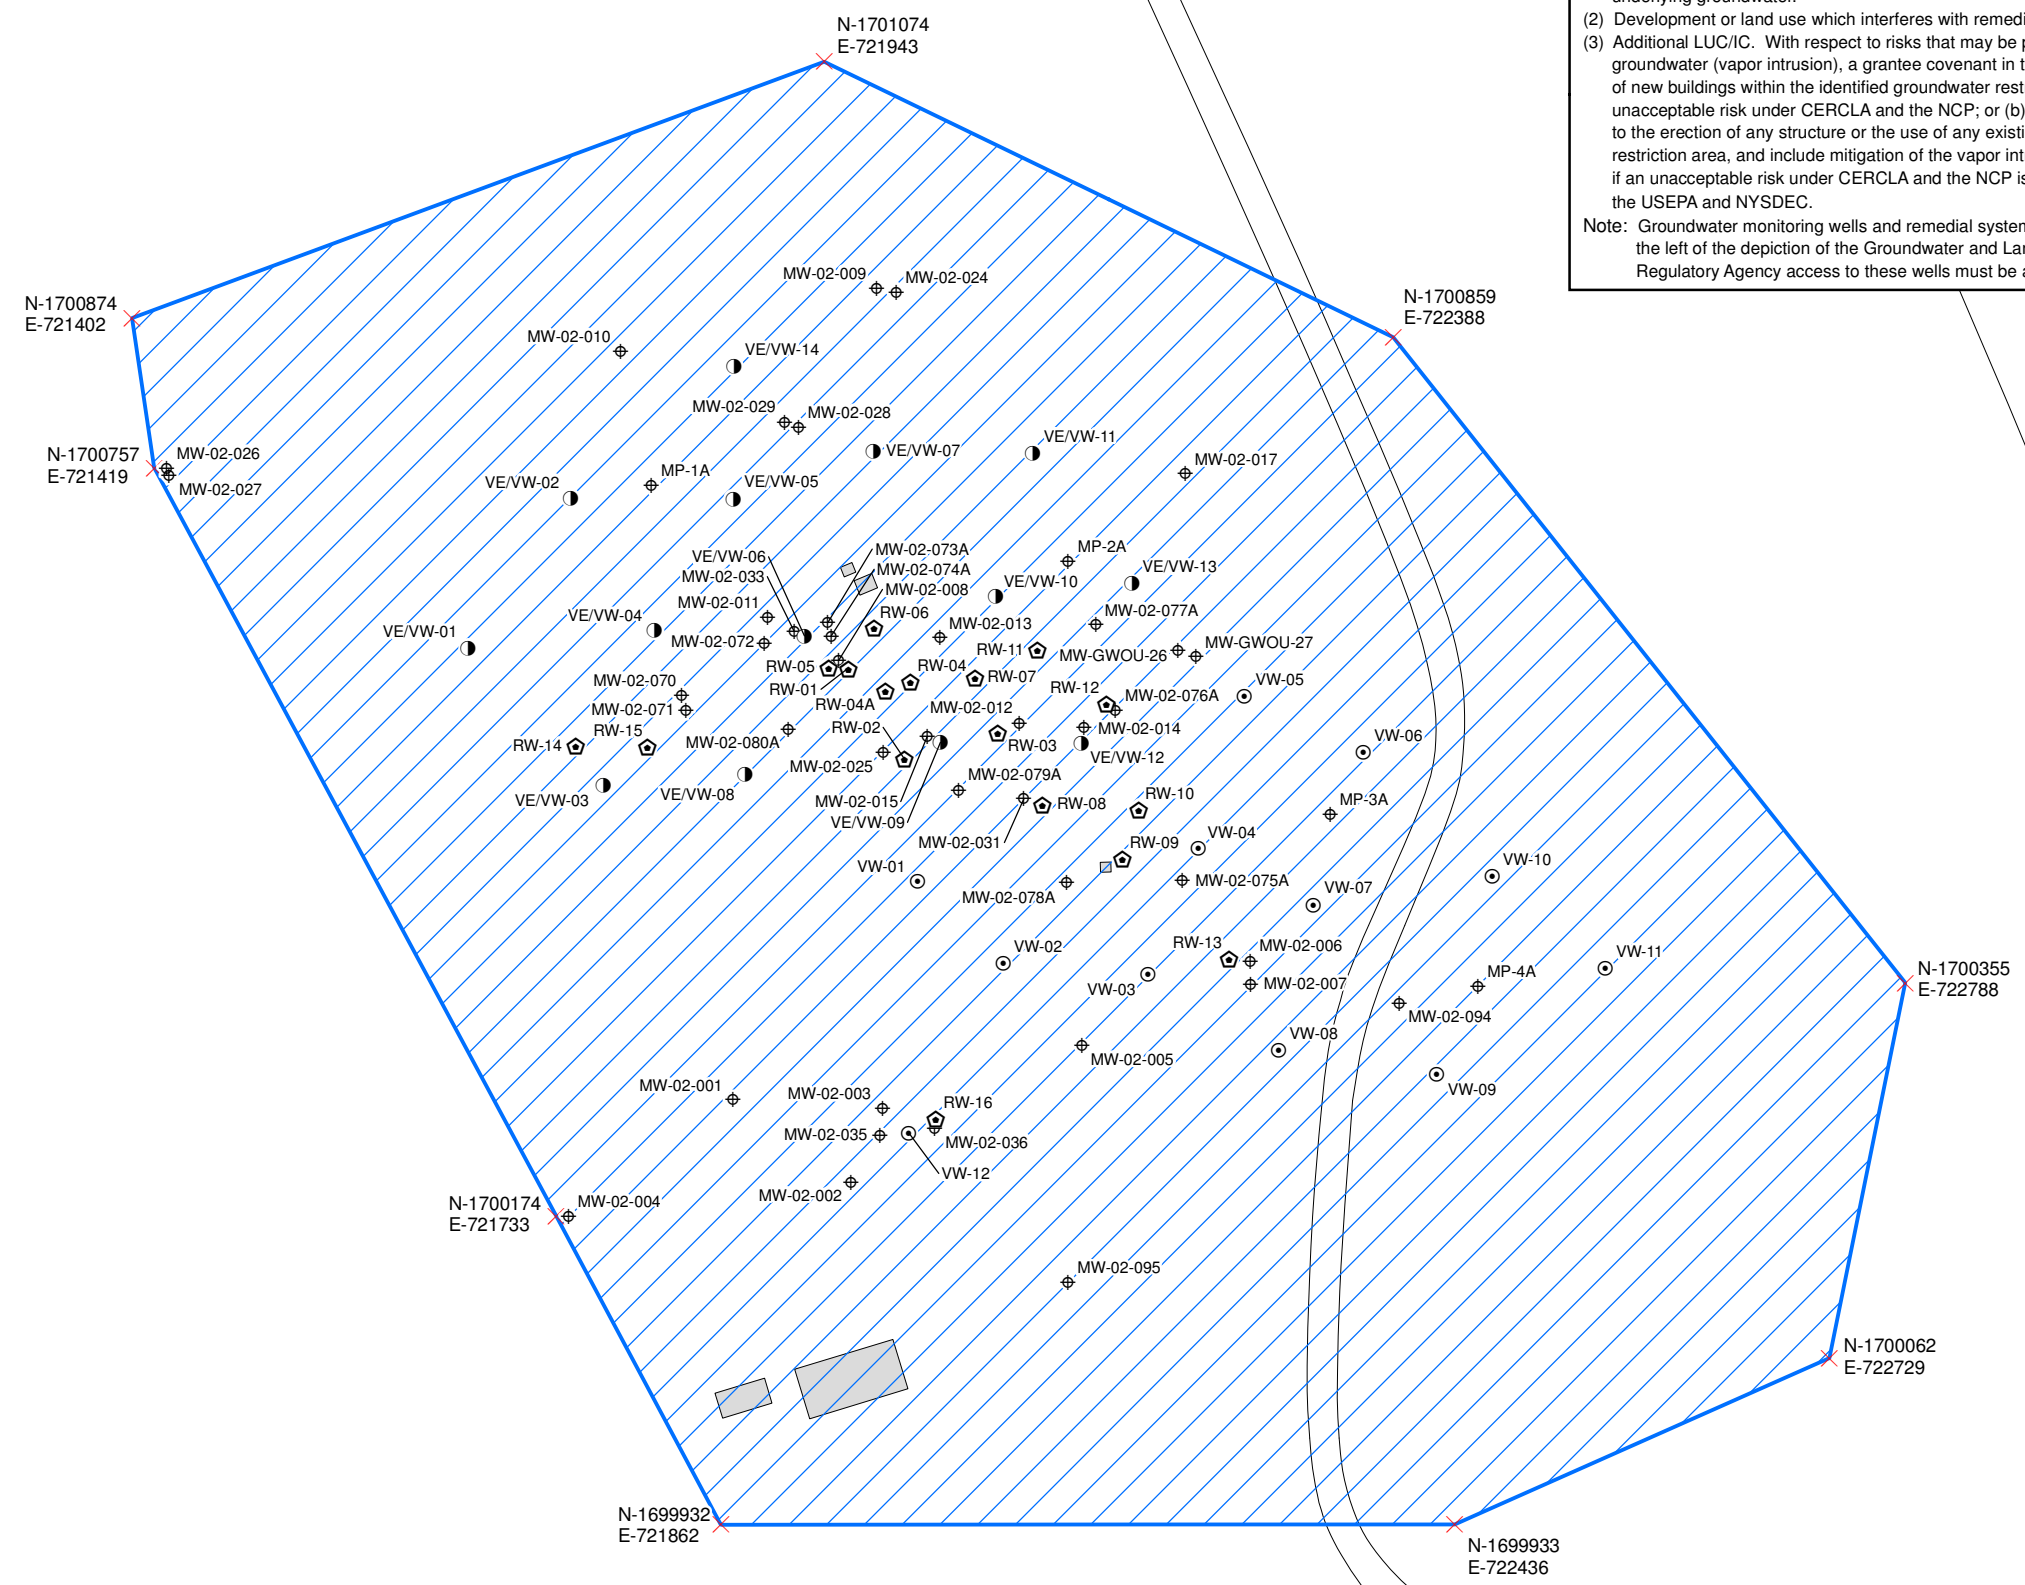 underlying groundwater.
(2) Development or land use which interferes with remedi
(3) Additional LUC/IC. With respect to risks that may be p
groundwater (vapor intrusion), a grantee covenant in t
of new buildings within the identified groundwater rest
unacceptable risk under CERCLA and the NCP; or (b)
to the erection of any structure or the use of any existi
restriction area, and include mitigation of the vapor int
if an unacceptable risk under CERCLA and the NCP is
the USEPA and NYSDEC.
Note: Groundwater monitoring wells and remedial system
the left of the depiction of the Groundwater and Lan
Regulatory Agency access to these wells must be a
N-1701074
E-721943
N-1700874
E-721402
N-1700859
E-722388
MW-02-009
MW-02-024
MW-02-010
VE/VW-14
MW-02-029
MW-02-028
N-1700757
E-721419
MW-02-026
MW-02-027
VE/VW-07
VE/VW-11
MW-02-017
VE/VW-02
MP-1A
VE/VW-05
VE/VW-06
MW-02-033
MW-02-073A
MW-02-074A
MW-02-008
MP-2A
VE/VW-10
VE/VW-13
MW-02-011
RW-06
MW-02-077A
VE/VW-04
VE/VW-01
MW-02-072
MW-02-013
RW-11
MW-GWOU-26
MW-GWOU-27
RW-05
RW-01
RW-04
RW-07
RW-04A
MW-02-070
MW-02-071
RW-12
MW-02-076A
VW-05
MW-02-012
RW-14
RW-15
MW-02-080A
RW-02
RW-03
MW-02-014
VE/VW-12
VW-06
MW-02-025
VE/VW-03
VE/VW-08
MW-02-079A
MW-02-015
VE/VW-09
RW-08
RW-10
MP-3A
MW-02-031
RW-09
VW-04
VW-01
MW-02-078A
MW-02-075A
VW-10
VW-07
VW-02
RW-13
MW-02-006
VW-11
VW-03
MW-02-007
MP-4A
MW-02-094
N-1700355
E-722788
VW-08
MW-02-005
VW-09
MW-02-001
MW-02-003
RW-16
MW-02-035
MW-02-036
VW-12
MW-02-002
N-1700174
E-721733
MW-02-004
MW-02-095
N-1700062
E-722729
N-1699932
E-721862
N-1699933
E-722436